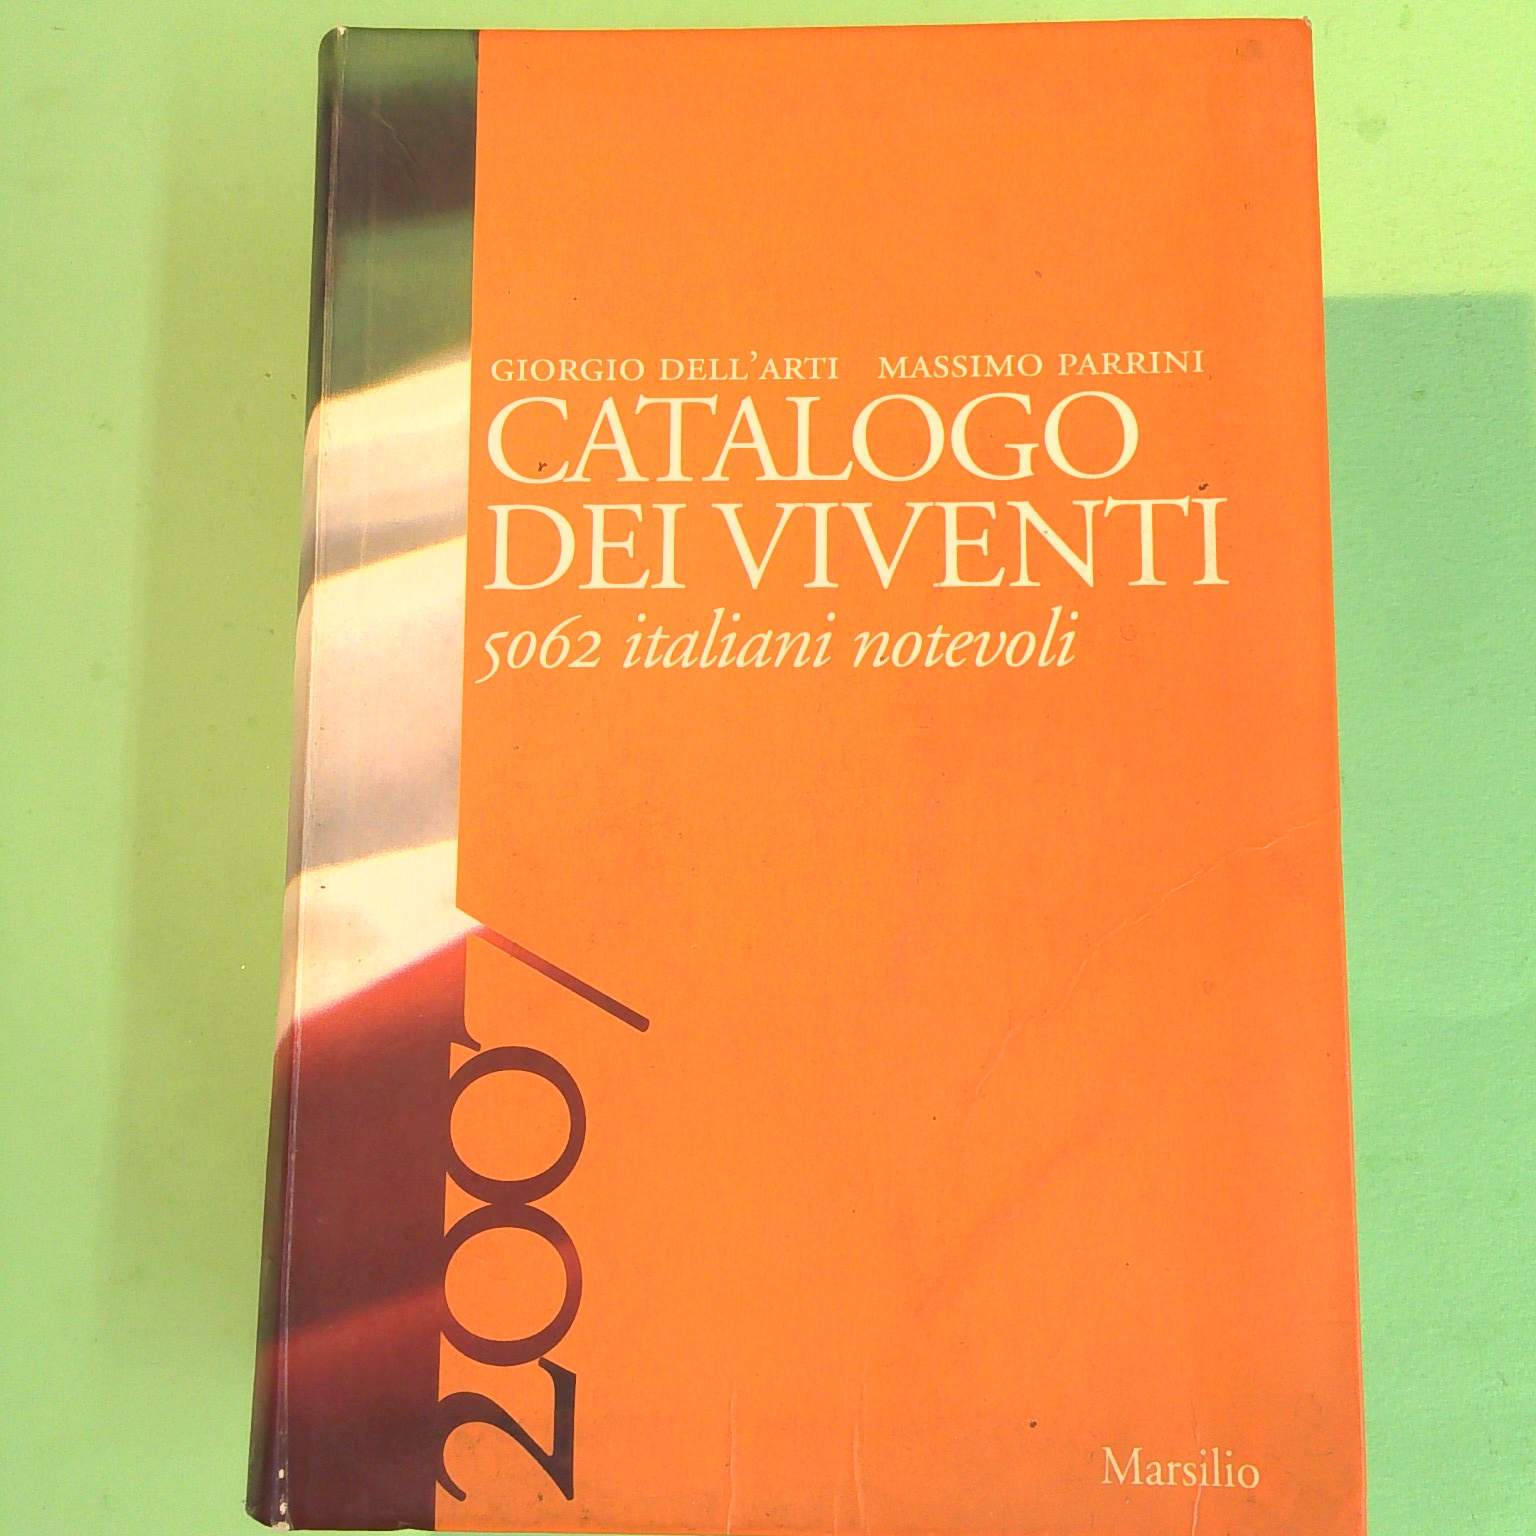 GIORGIO DELL'ARTI MASSIMO PARRINI
CATALOGO
DEI VIVENTI
5062 italiani notevoli
2007
Marsilio